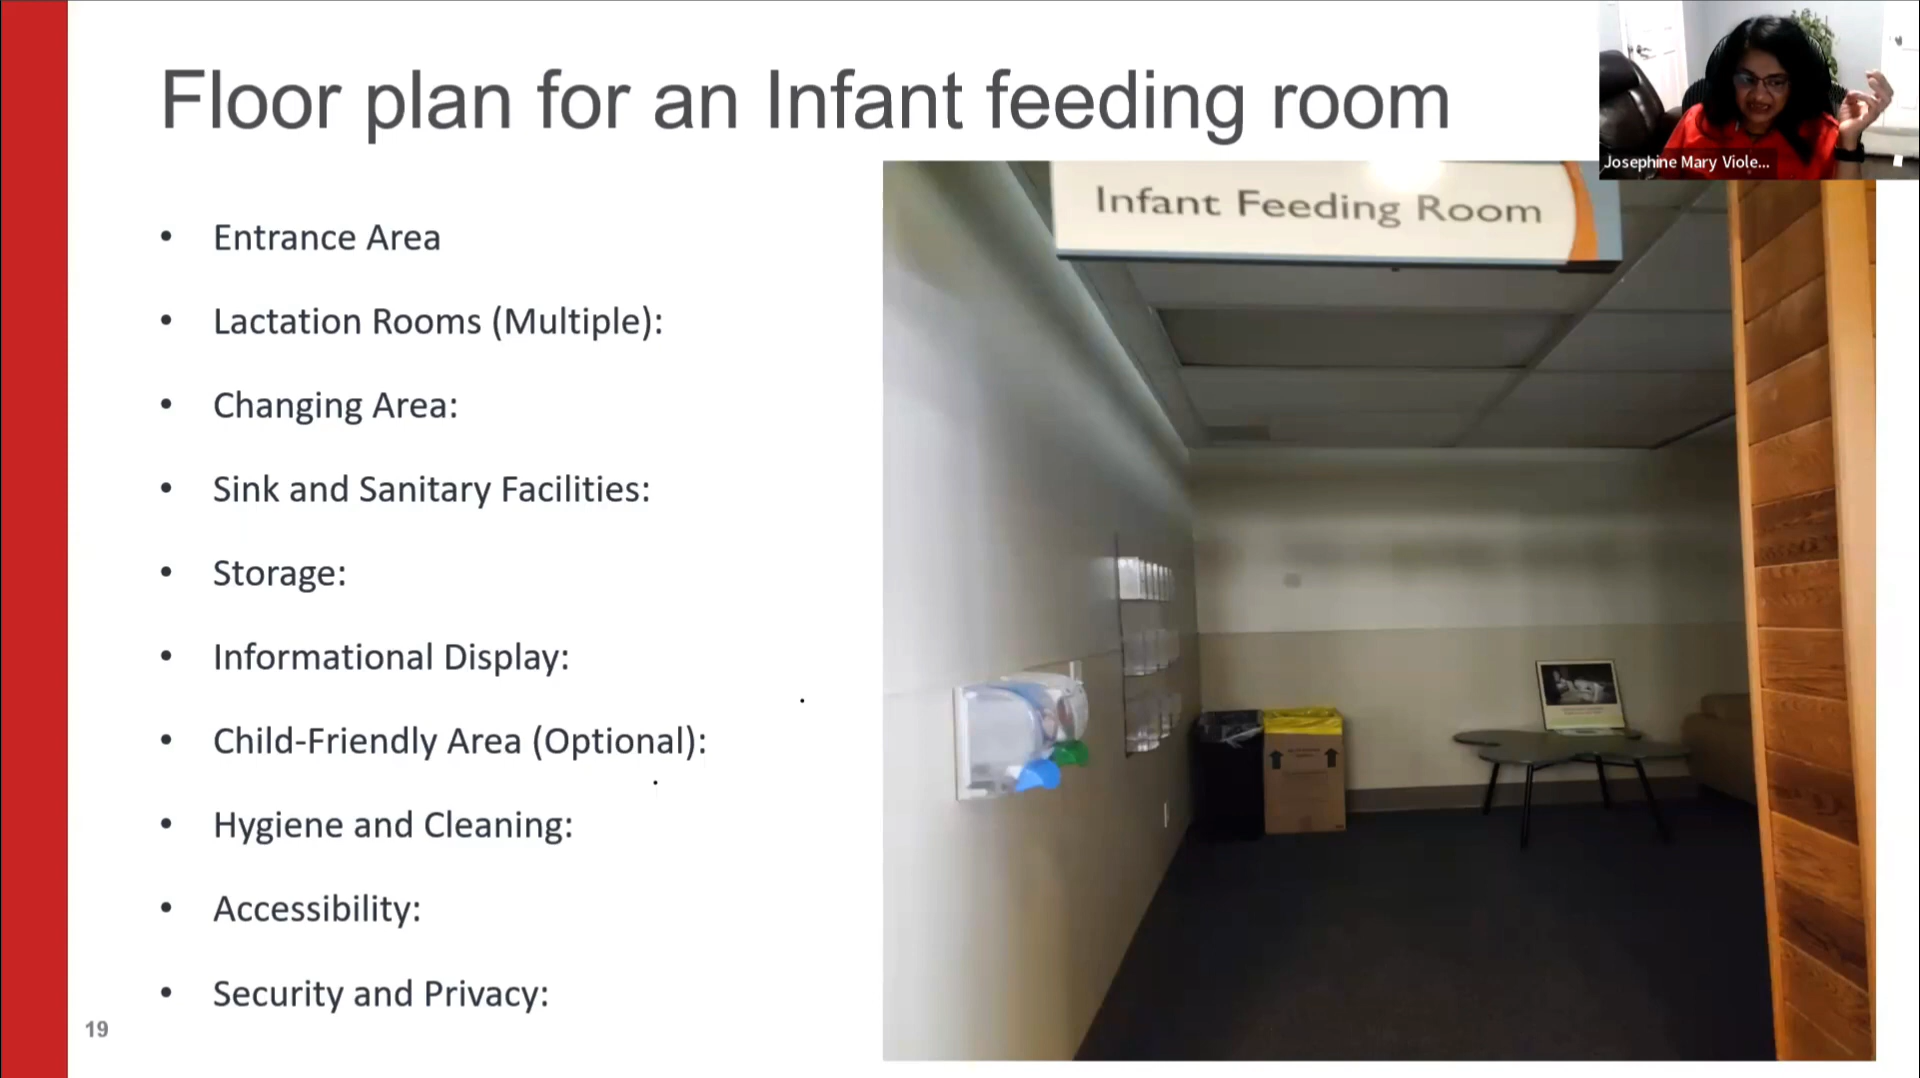 Floor plan for an Infant feeding room
Josephine Mary Viole...
Infant Feeding Room
• Entrance Area
• Lactation Rooms (Multiple):
• Changing Area:
• Sink and Sanitary Facilities:
• Storage:
• Informational Display:
• Child-Friendly Area (Optional):
• Hygiene and Cleaning:
• Accessibility:
• Security and Privacy:
19